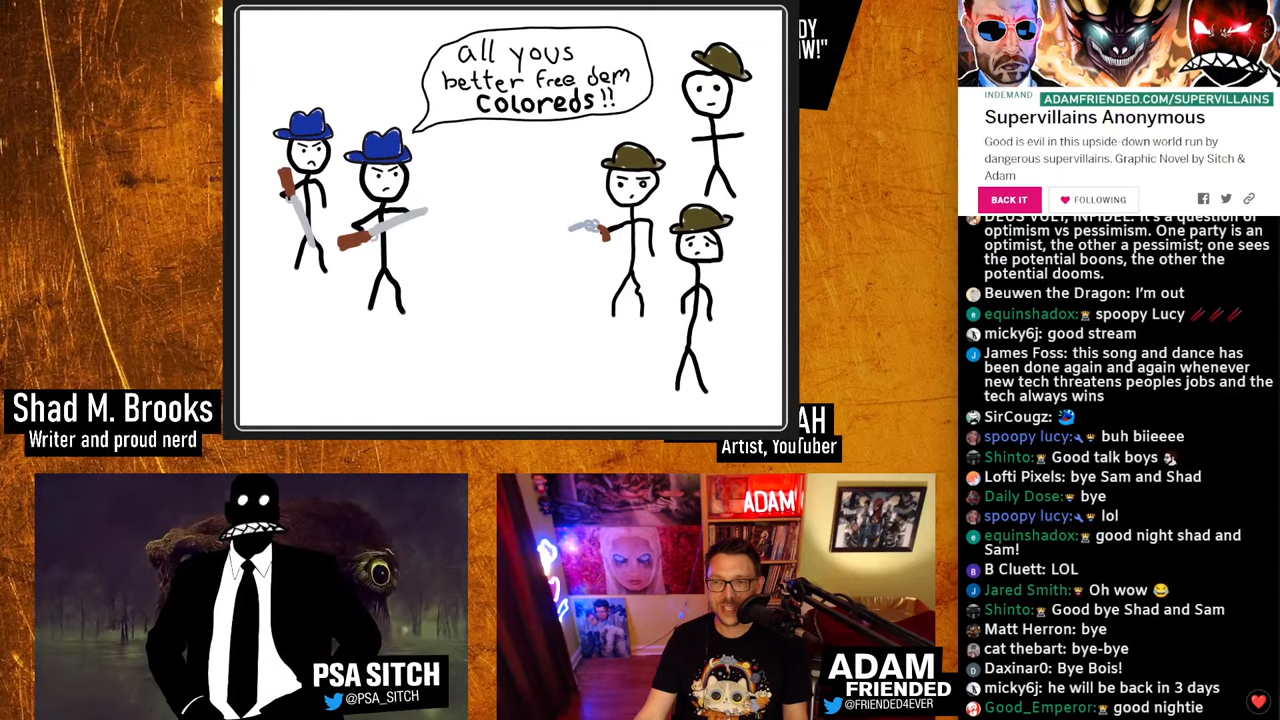 all yous
better free dem
coloreds!!
DY
W!"
Shad M. Brooks
Writer and proud nerd
AH
Artist, YouTuber
PSA SITCH
@PSA_SITCH
ADAM
ADAM
FRIENDED
@FRIENDED4EVER
INDEMAND
ADAMFRIENDED.COM/SUPERVILLAINS
Supervillains Anonymous
Good is evil in this upside-down world run by
dangerous supervillains. Graphic Novel by Sitch &
Adam
BACK IT
FOLLOWING
DEUS VULT, INFIDEL: It's a question of
optimism vs pessimism. One party is an
optimist, the other a pessimist; one sees
the potential boons, the other the
potential dooms.
Beuwen the Dragon: I'm out
equinshadox: spoopy Lucy
micky6j: good stream
James Foss: this song and dance has
been done again and again whenever
new tech threatens peoples jobs and the
tech always wins
SirCougz:
spoopy lucy: buh biieeee
Shinto: Good talk boys
Lofti Pixels: bye Sam and Shad
Daily Dose: bye
spoopy lucy: lol
equinshadox: good night shad and
Sam!
B Cluett: LOL
Jared Smith: Oh wow
Shinto: Good bye Shad and Sam
Matt Herron: bye
cat thebart: bye-bye
Daxinar0: Bye Bois!
micky6j: he will be back in 3 days
Good_Emperor: good nightie